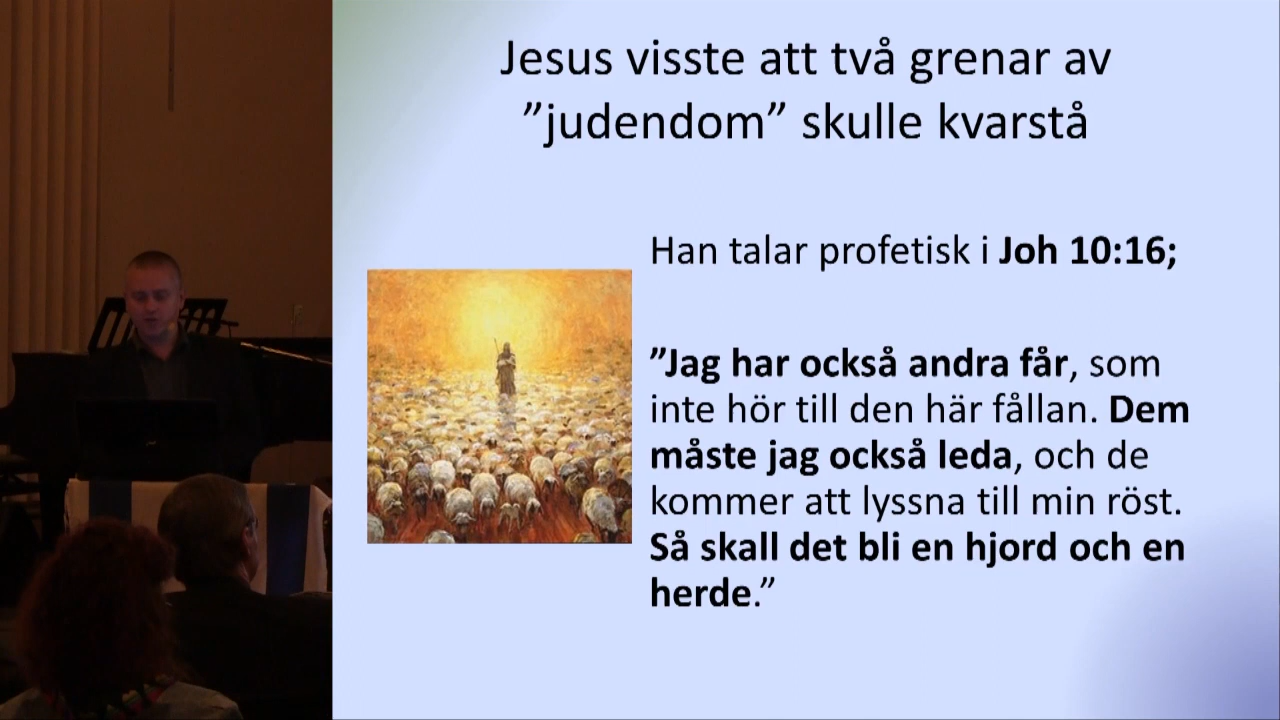 Jesus visste att två grenar av
”judendom” skulle kvarstå
Han talar profetisk i Joh 10:16;
”Jag har också andra får, som
inte hör till den här fållan. Dem
måste jag också leda, och de
kommer att lyssna till min röst.
Så skall det bli en hjord och en
herde.”